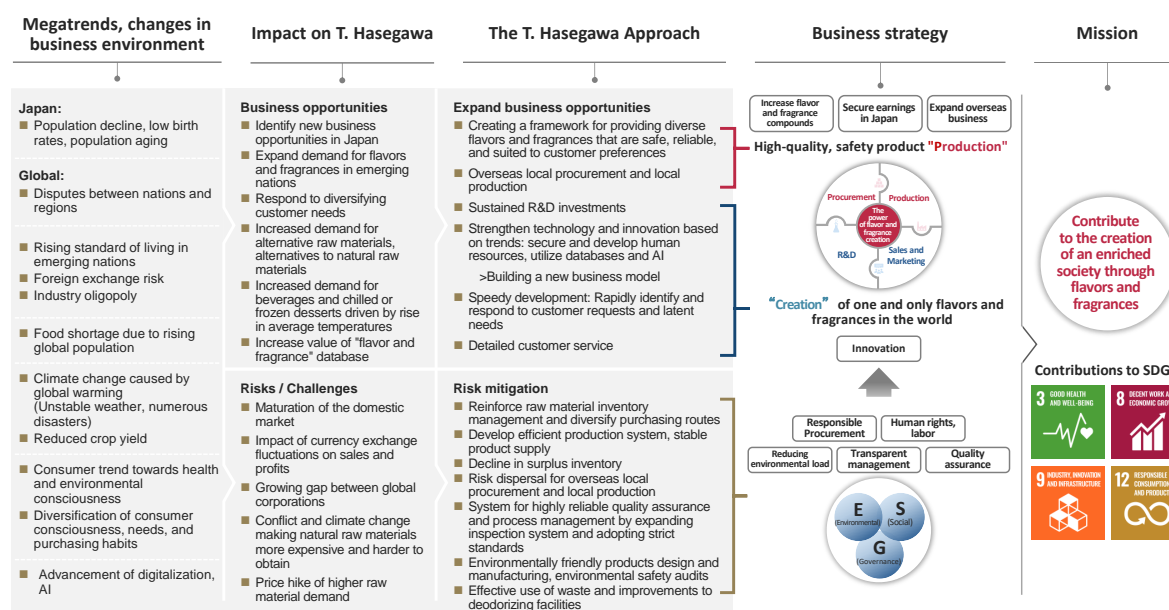 Megatrends, changes in
business environment
Impact on T. Hasegawa
The T. Hasegawa Approach
Business strategy
Mission
Japan:
Population decline, low birth
rates, population aging
Global:
Disputes between nations and
regions
Rising standard of living in
emerging nations
Foreign exchange risk
Industry oligopoly
Food shortage due to rising
global population
Climate change caused by
global warming
(Unstable weather, numerous
disasters)
Reduced crop yield
Consumer trend towards health
and environmental
consciousness
Diversification of consumer
consciousness, needs, and
purchasing habits
Advancement of digitalization,
AI
Business opportunities
Identify new business
opportunities in Japan
Expand demand for flavors
and fragrances in emerging
nations
Respond to diversifying
customer needs
Increased demand for
alternative raw materials,
alternatives to natural raw
materials
Increased demand for
beverages and chilled or
frozen desserts driven by rise
in average temperatures
Increase value of "flavor and
fragrance" database
Risks / Challenges
Maturation of the domestic
market
Impact of currency exchange
fluctuations on sales and
profits
Growing gap between global
corporations
Conflict and climate change
making natural raw materials
more expensive and harder to
obtain
Price hike of higher raw
material demand
Expand business opportunities
Creating a framework for providing diverse
flavors and fragrances that are safe, reliable,
and suited to customer preferences
Overseas local procurement and local
production
Sustained R&D investments
Strengthen technology and innovation based
on trends: secure and develop human
resources, utilize databases and AI
>Building a new business model
Speedy development: Rapidly identify and
respond to customer requests and latent
needs
Detailed customer service
Risk mitigation
Reinforce raw material inventory
management and diversify purchasing routes
Develop efficient production system, stable
product supply
Decline in surplus inventory
Risk dispersal for overseas local
procurement and local production
System for highly reliable quality assurance
and process management by expanding
inspection system and adopting strict
standards
Environmentally friendly products design and
manufacturing, environmental safety audits
Effective use of waste and improvements to
deodorizing facilities
Increase flavor
and fragrance
compounds
Secure earnings
in Japan
Expand overseas
business
High-quality, safety product "Production"
Procurement
Production
The
power
of flavor and
fragrance
creation
R&D
Sales and
Marketing
"Creation" of one and only flavors and
fragrances in the world
Innovation
Responsible
Procurement
Human rights,
labor
Reducing
environmental load
Transparent
management
Quality
assurance
E
(Environmental)
S
(Social)
G
(Governance)
Contribute
to the creation
of an enriched
society through
flavors and
fragrances
Contributions to SDG
3 GOOD HEALTH
AND WELL-BEING
8 DECENT WORK A
ECONOMIC GROW
9 INDUSTRY, INNOVATION
AND INFRASTRUCTURE
12 RESPONSIBLE
CONSUMPTION
AND PRODUCT